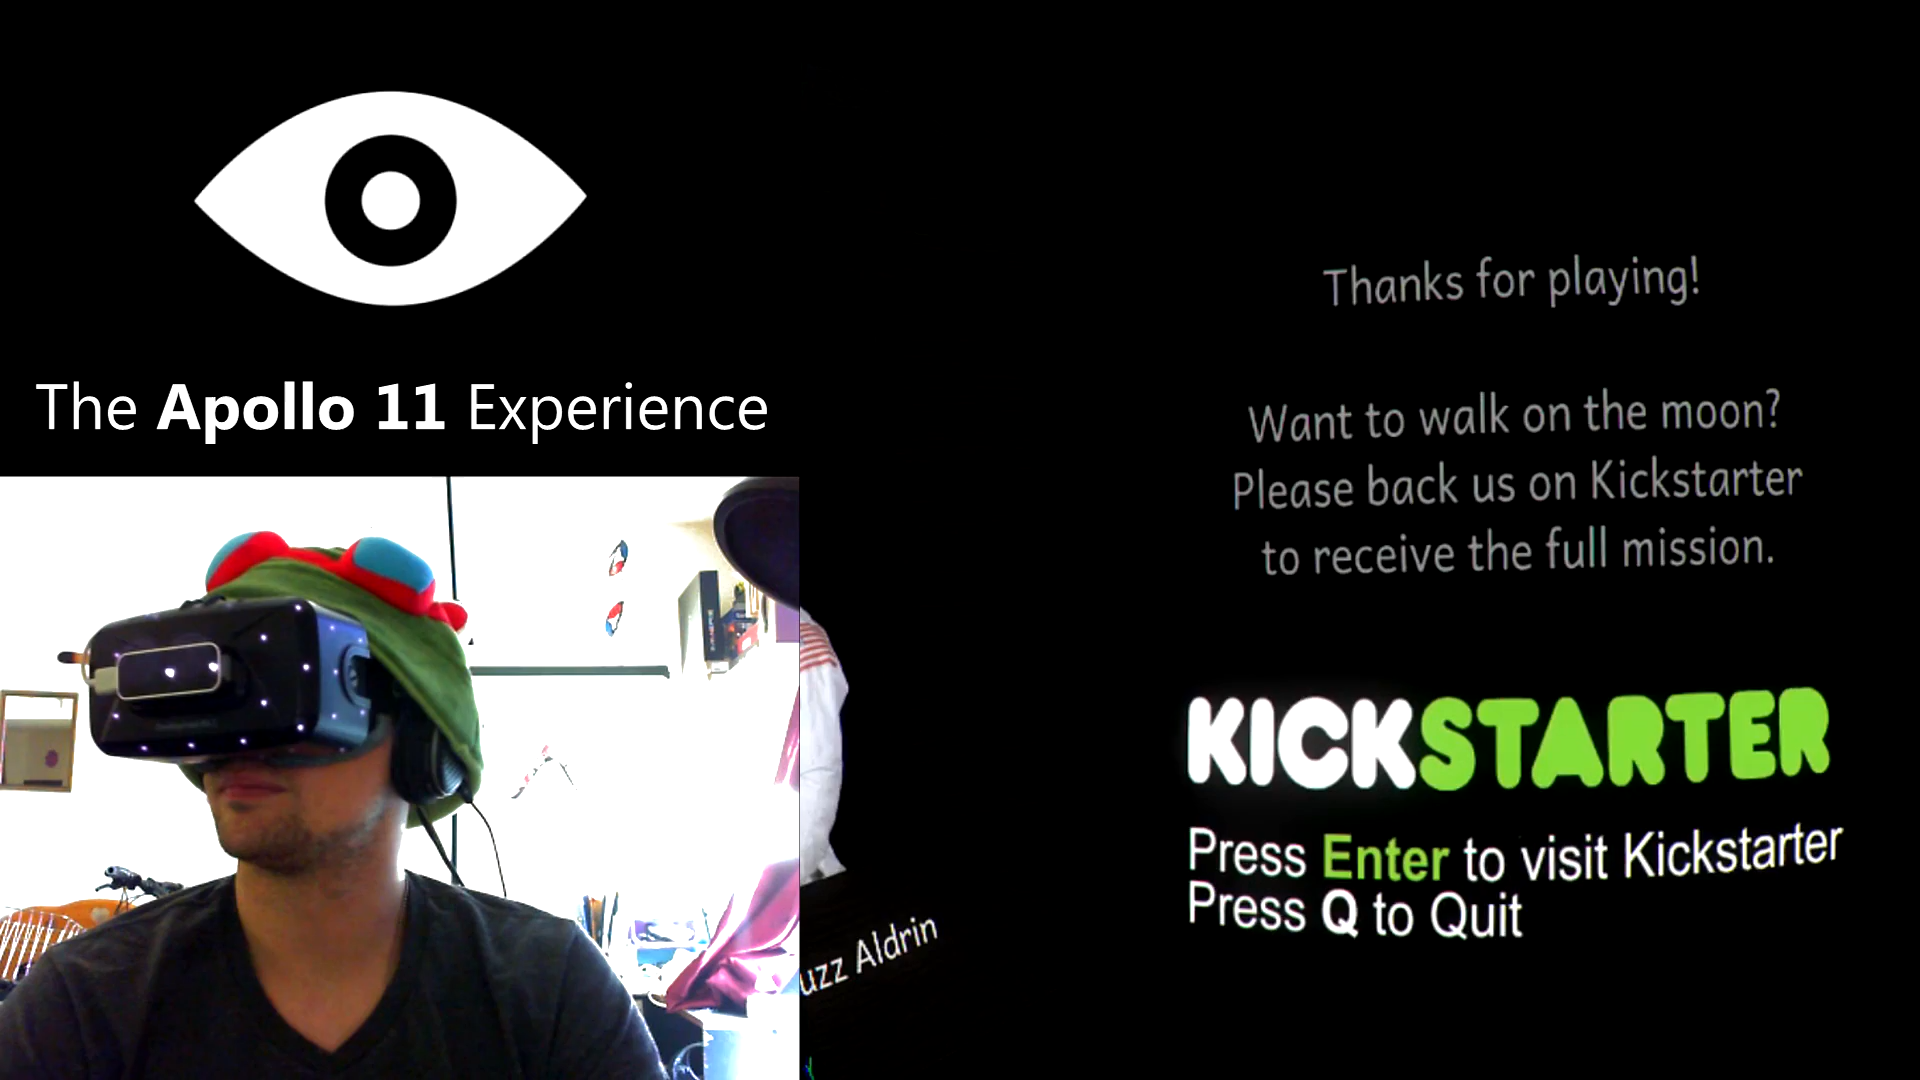 The Apollo 11 Experience
Thanks for playing!
Want to walk on the moon?
Please back us on Kickstarter
to receive the full mission.
KICKSTARTER
Press Enter to visit Kickstarter
Press Q to Quit
uzz Aldrin